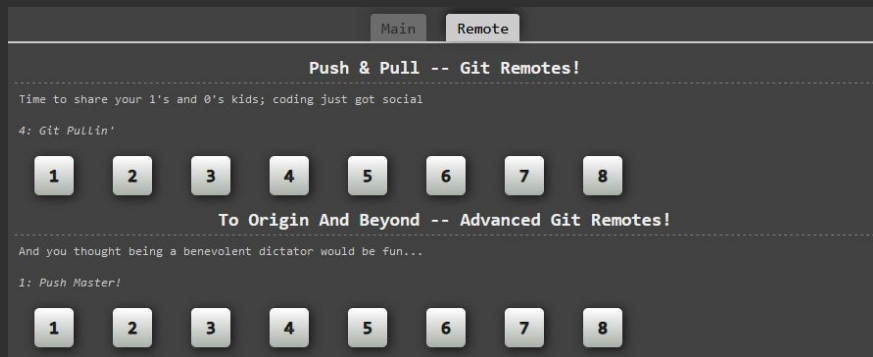 Main Remote
Push & Pull -- Git Remotes!
Time to share your 1's and 0's kids; coding just got social
4: Git Pullin'
1 2 3 4 5 6 7 8
To Origin And Beyond -- Advanced Git Remotes!
And you thought being a benevolent dictator would be fun...
1: Push Master!
1 2 3 4 5 6 7 8